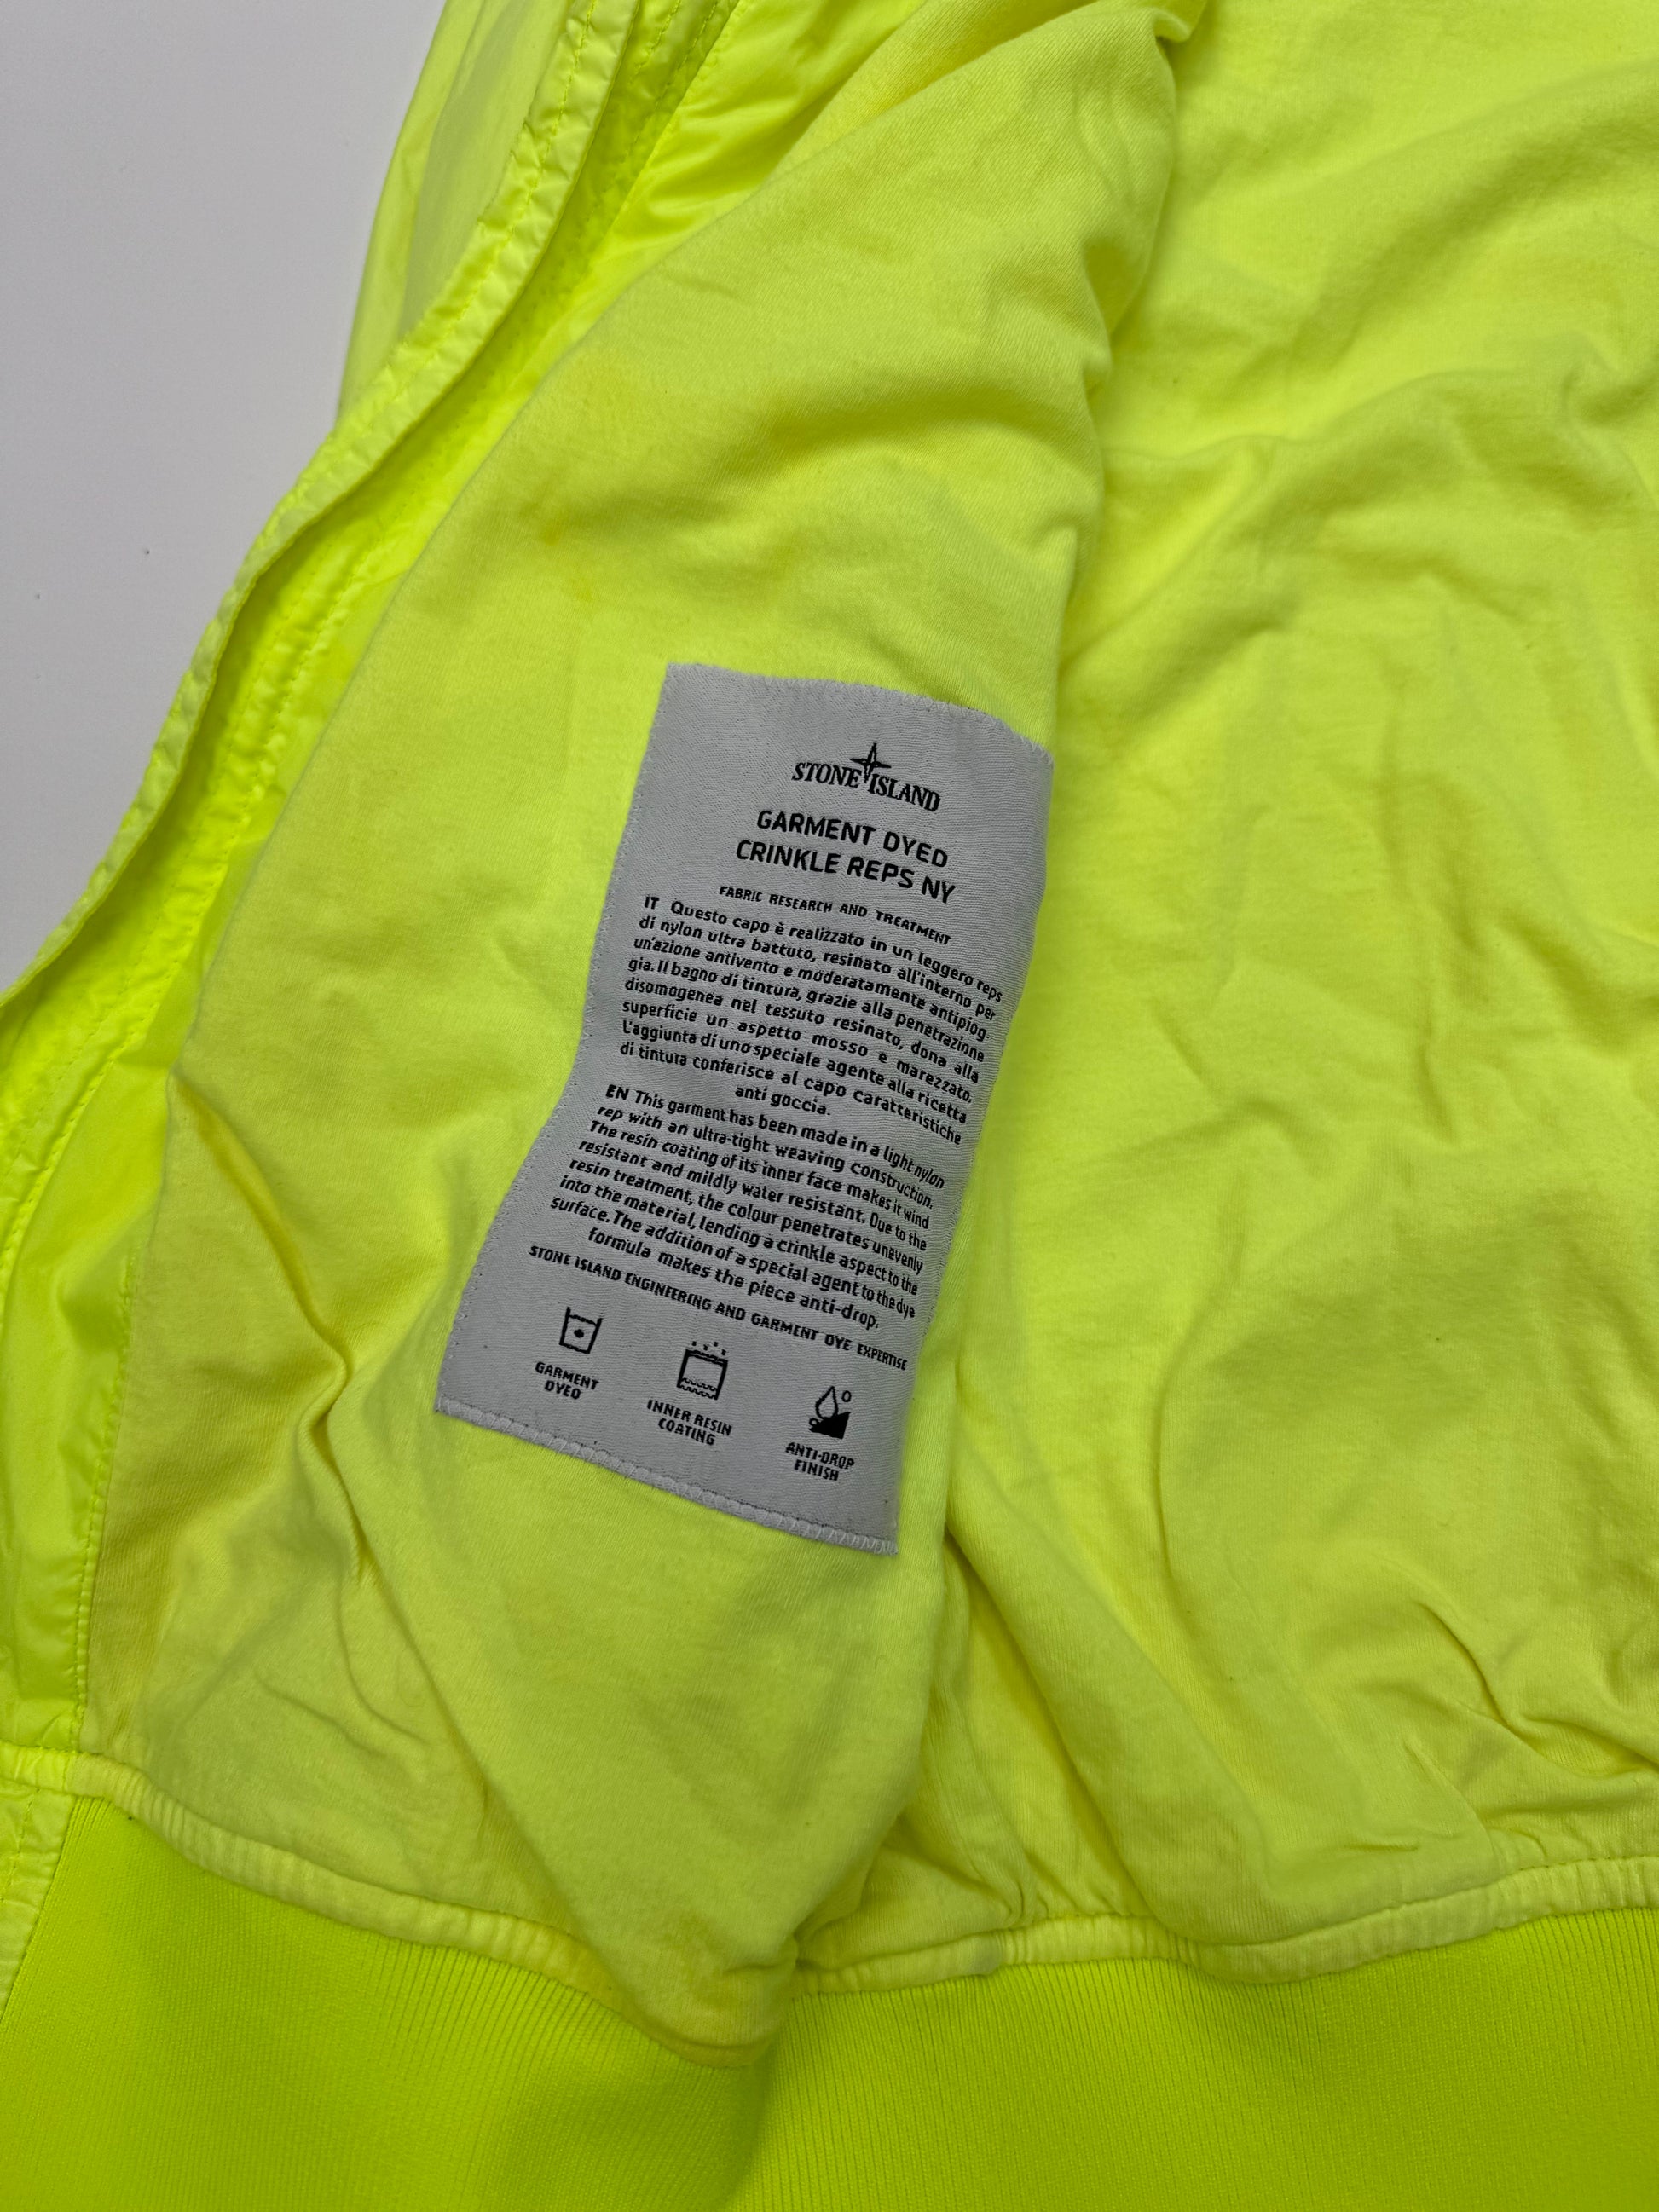 STONE ISLAND
GARMENT DYED
CRINKLE REPS NY
FABRIC RESEARCH AND TREATMENT
IT Questo capo è realizzato in un leggero reps
di nylon ultra battuto, resinato all'interno per
un'azione antivento e moderatamente antipiog-
gia. Il bagno di tintura, grazie alla penetrazione
disomogenea nel tessuto resinato, dona alla
superficie un aspetto mosso e marezzato.
L'aggiunta di uno speciale agente alla ricetta
di tintura conferisce al capo caratteristiche
anti goccia.
EN This garment has been made in a light nylon
rep with an ultra-tight weaving construction.
The resin coating of its inner face makes it wind
resistant and mildly water resistant. Due to the
resin treatment, the colour penetrates unevenly
into the material, lending a crinkle aspect to the
surface. The addition of a special agent to the dye
formula makes the piece anti-drop.
STONE ISLAND ENGINEERING AND GARMENT DYE EXPERTISE
GARMENT
DYED
INNER RESIN
COATING
ANTI-DROP
FINISH